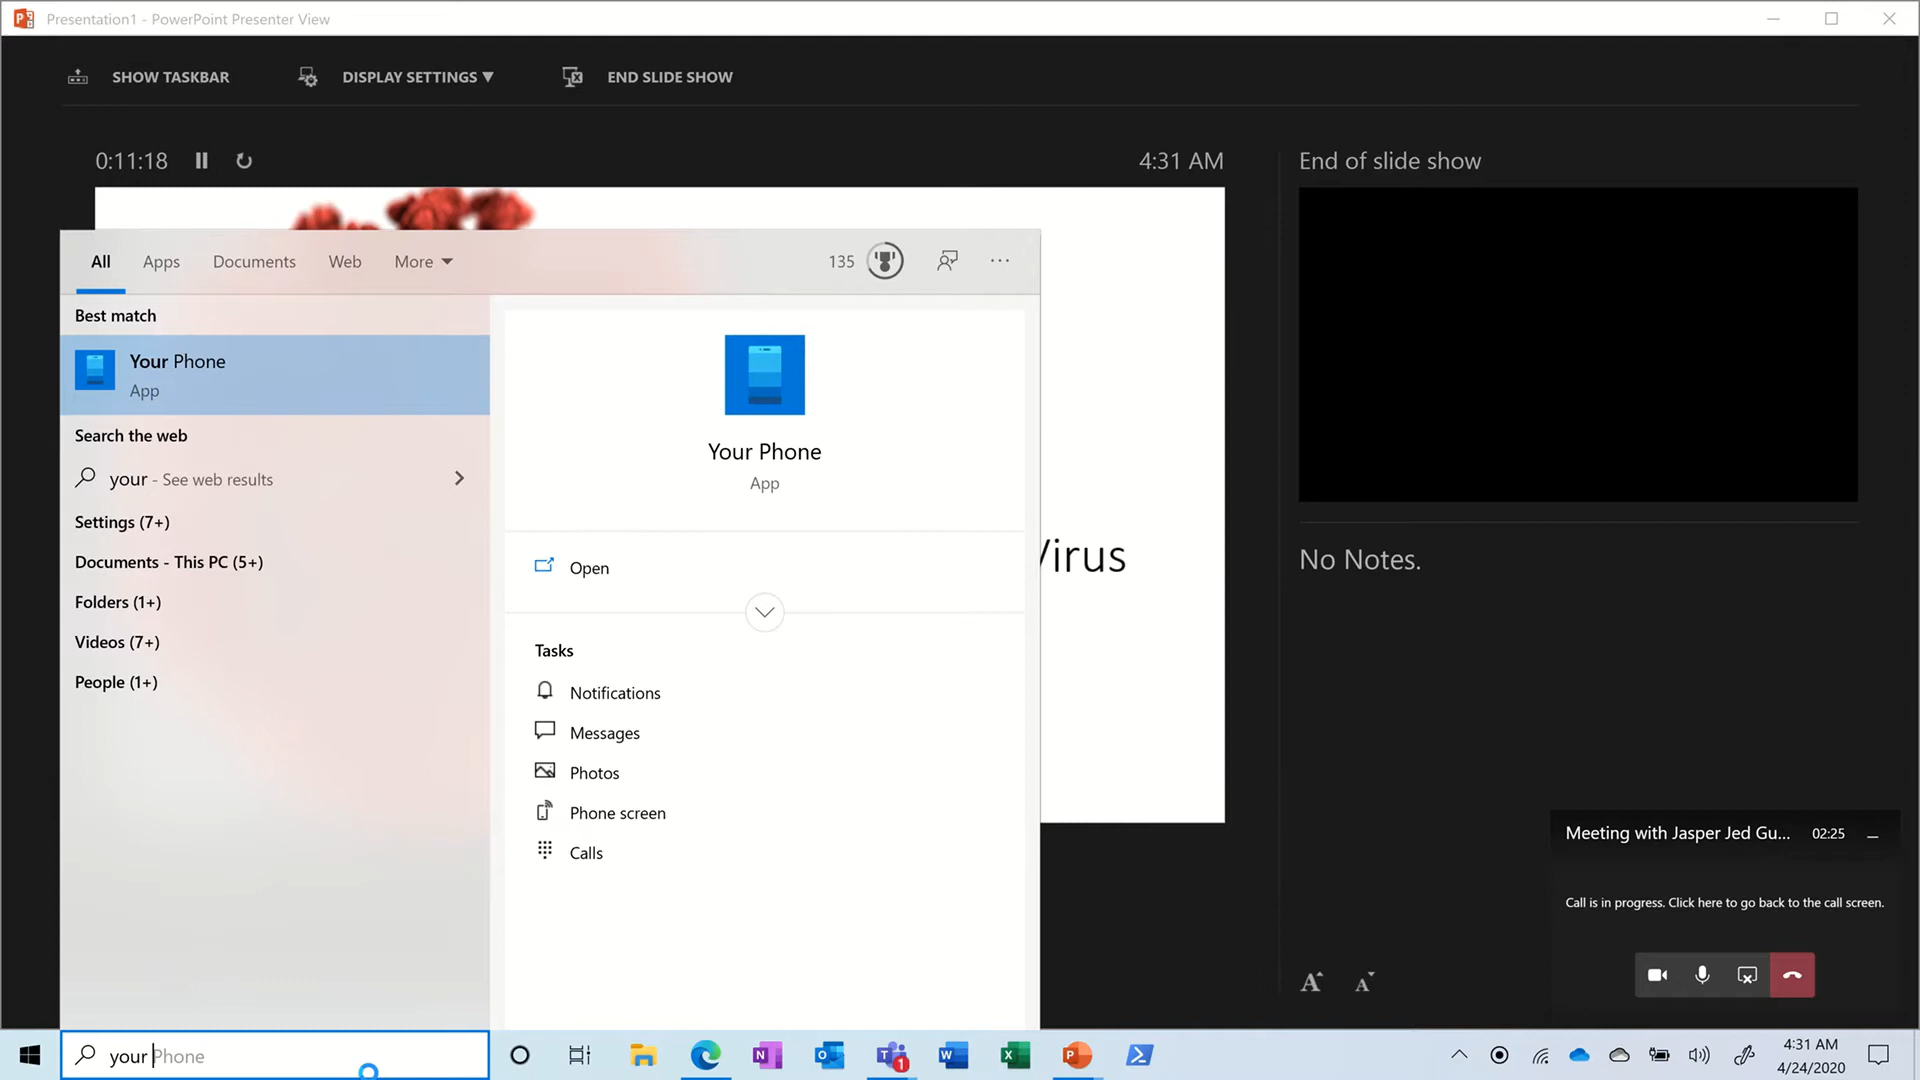 Presentation1 - PowerPoint Presenter View
SHOW TASKBAR
DISPLAY SETTINGS ▼
END SLIDE SHOW
0:11:18
4:31 AM
End of slide show
All
Apps
Documents
Web
More
135
Best match
Your Phone
App
Search the web
your - See web results
Settings (7+)
Documents - This PC (5+)
Folders (1+)
Videos (7+)
People (1+)
Your Phone
App
Open
Tasks
Notifications
Messages
Photos
Phone screen
Calls
Virus
No Notes.
Meeting with Jasper Jed Gu...
02:25
Call is in progress. Click here to go back to the call screen.
A A
your Phone
1
4:31 AM
4/24/2020